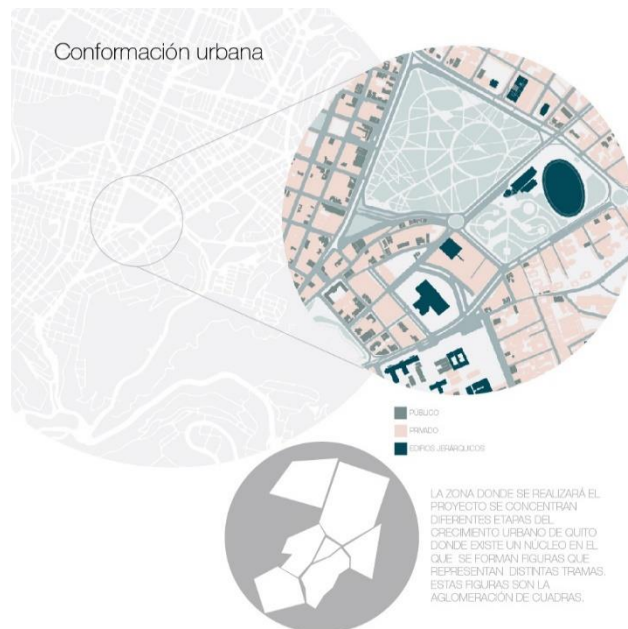 Conformación urbana
PÚBLICO
PRIVADO
EDIFIOS JERARQUICOS
LA ZONA DONDE SE REALIZARÁ EL
PROYECTO SE CONCENTRAN
DIFERENTES ETAPAS DEL
CRECIMIENTO URBANO DE QUITO
DONDE EXISTE UN NÚCLEO EN EL
QUE SE FORMAN FIGURAS QUE
REPRESENTAN DISTINTAS TRAMAS.
ESTAS FIGURAS SON LA
AGLOMERACIÓN DE CUADRAS.